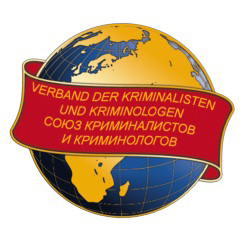 VERBAND DER KRIMINALISTEN
UND KRIMINOLOGEN
СОЮЗ КРИМИНАЛИСТОВ
И КРИМИНОЛОГОВ